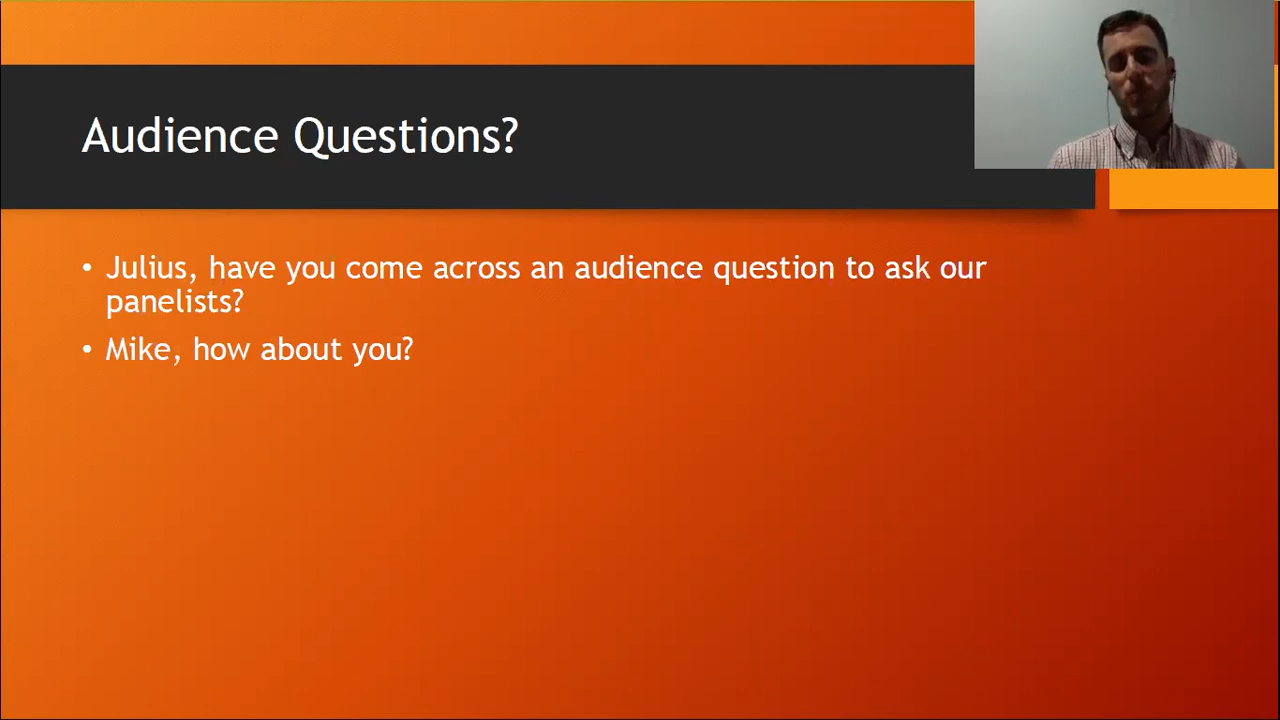 Audience Questions?
• Julius, have you come across an audience question to ask our
panelists?
• Mike, how about you?